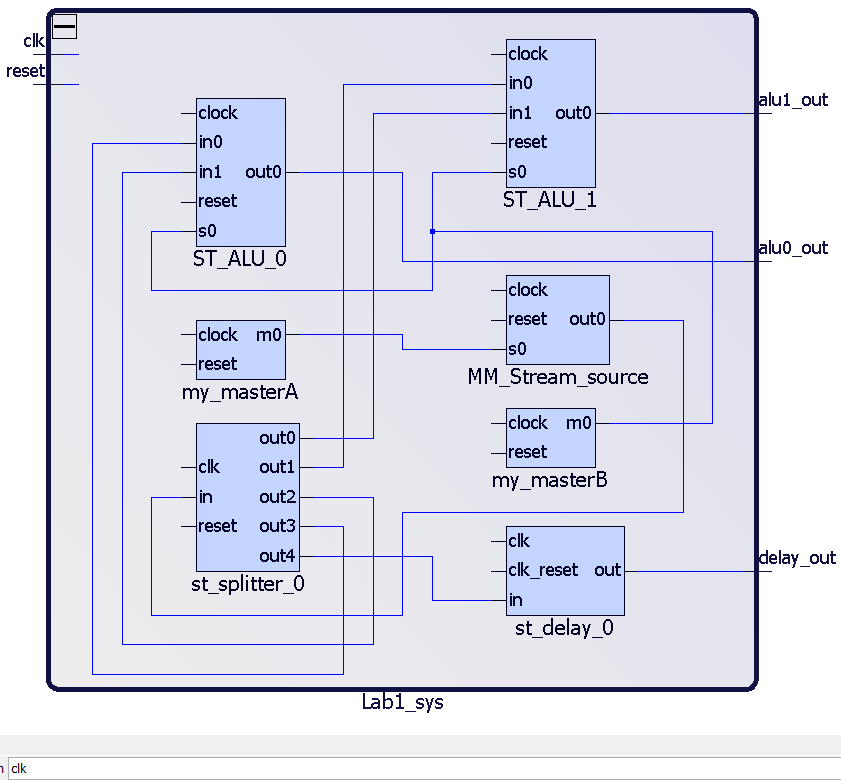 clk
reset
clock
in0
in1 out0
reset
s0
ST_ALU_0
clock
in0
in1 out0
reset
s0
ST_ALU_1
alu1_out
alu0_out
clock m0
reset
my_masterA
clock
reset out0
s0
MM_Stream_source
out0
clk out1
in out2
reset out3
out4
st_splitter_0
clock m0
reset
my_masterB
clk
clk_reset out
in
st_delay_0
delay_out
Lab1_sys
clk